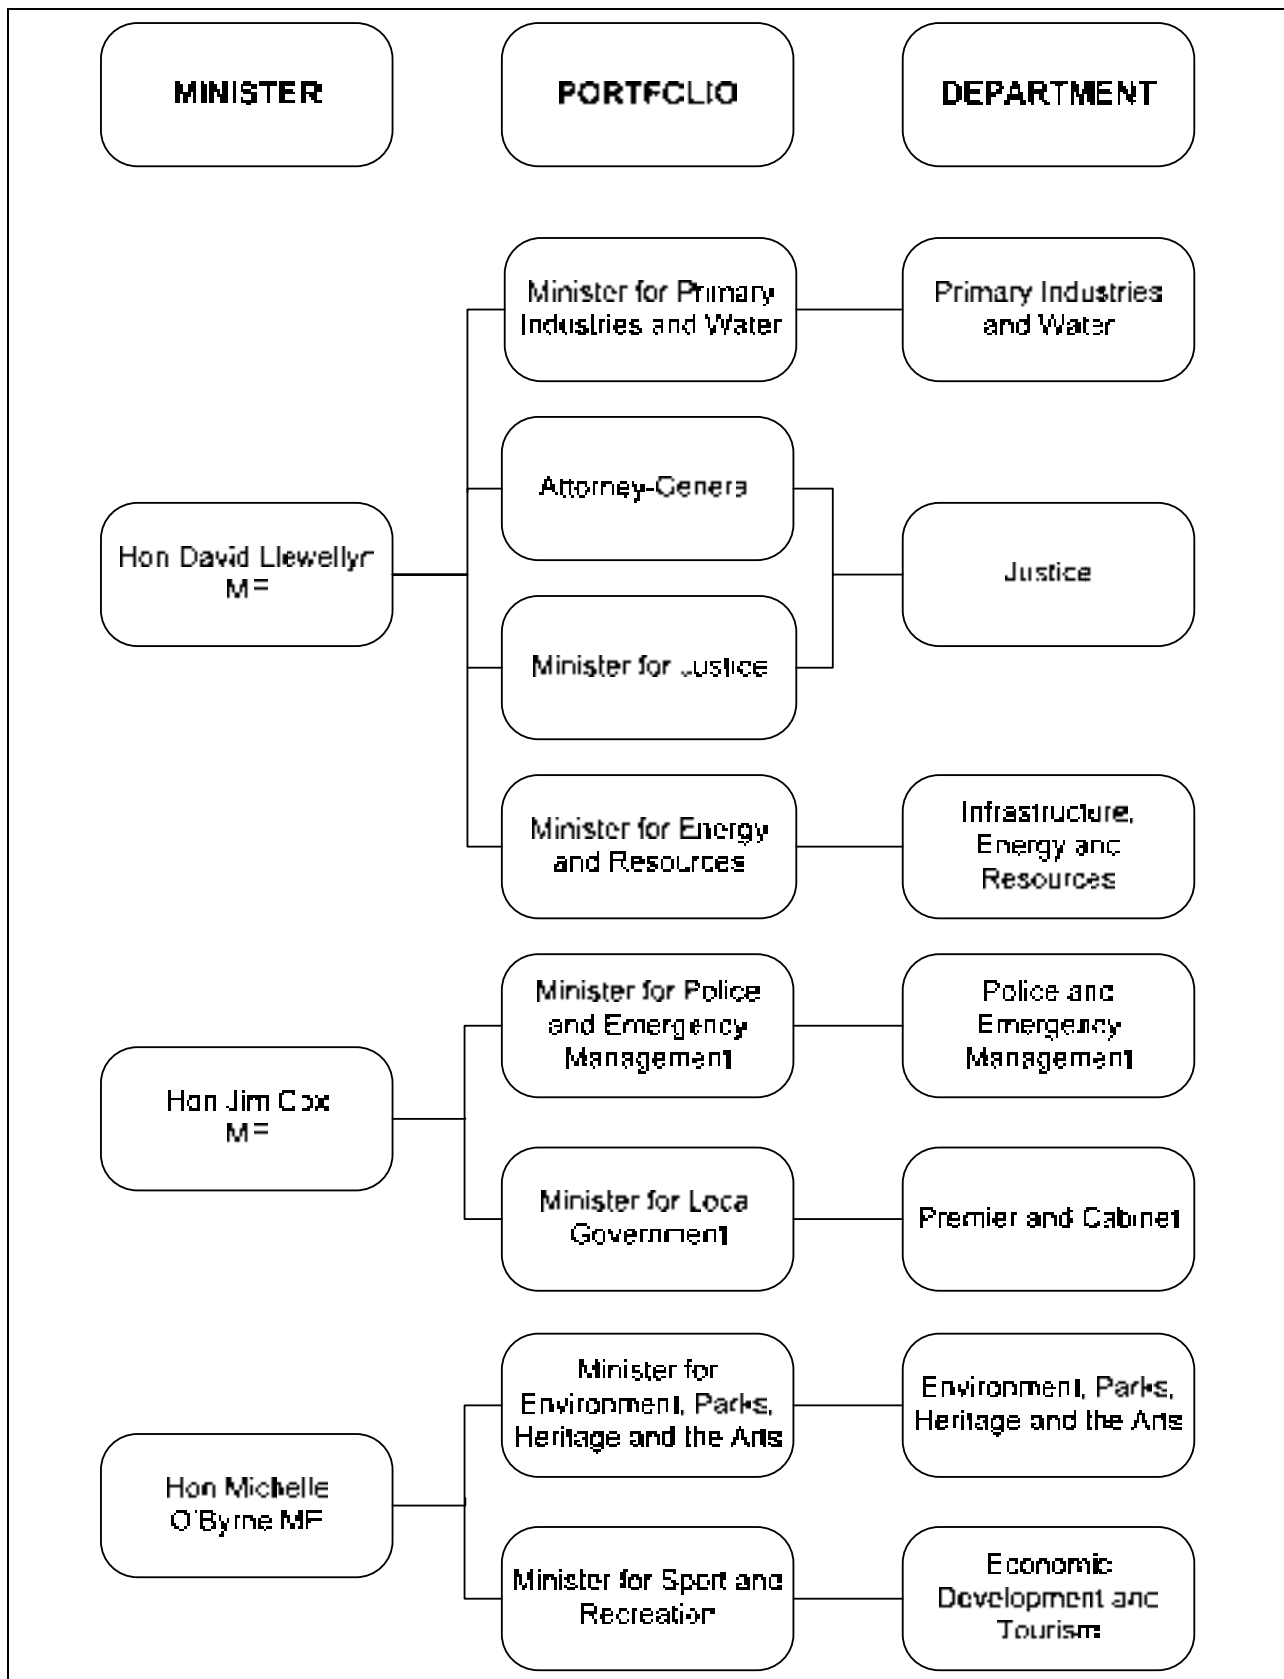 MINISTER
PORTFOLIO
DEPARTMENT
Minister for Primary
Industries and Water
Primary Industries
and Water
Attorney-Genera
Hon David Llewellyn
MP
Justice
Minister for Justice
Minister for Energy
and Resources
Infrastructure,
Energy and
Resources
Minister for Police
and Emergency
Management
Police and
Emergency
Management
Hon Jim Cox
MP
Minister for Loca
Government
Premier and Cabinet
Minister for
Environment, Parks,
Heritage and the Arts
Environment, Parks,
Heritage and the Arts
Hon Michelle
O'Byrne MP
Minister for Sport and
Recreation
Economic
Development and
Tourism